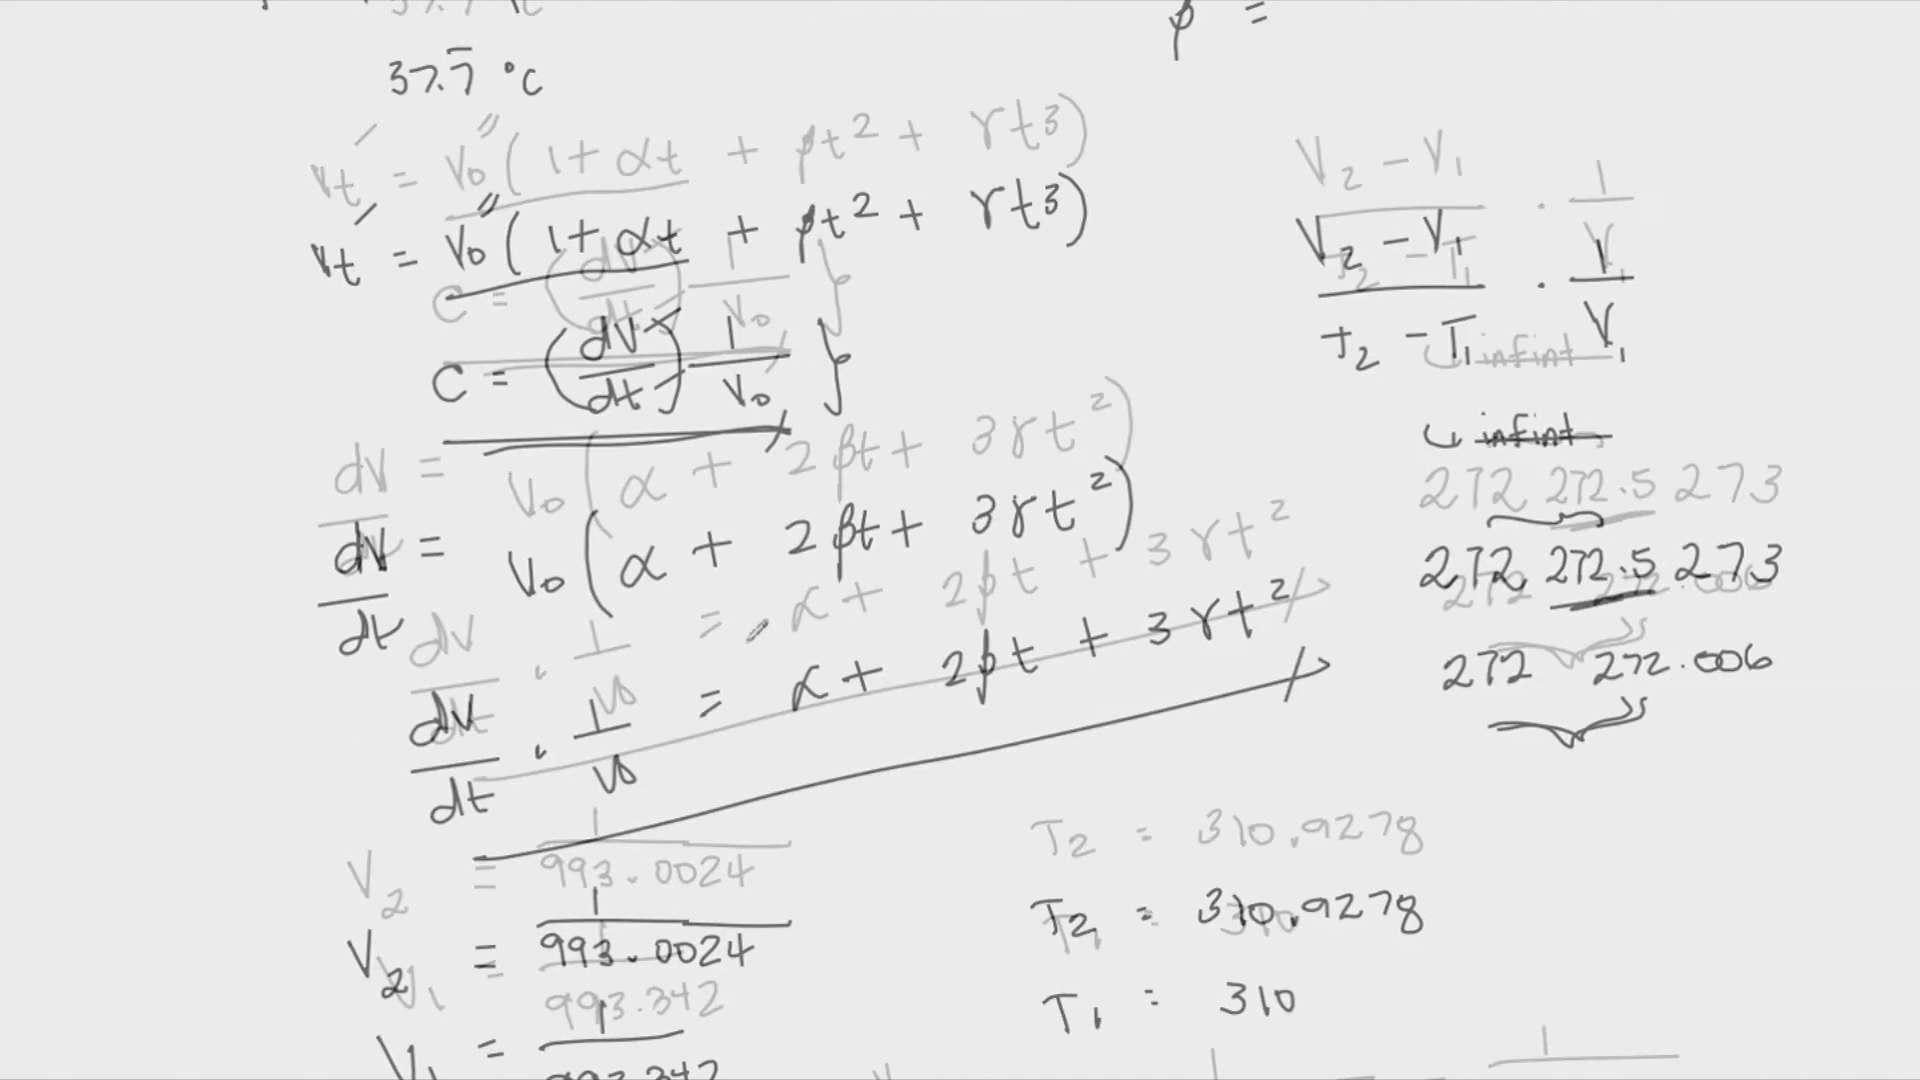 37.7 °C
β =
Vt = V₀(1 + αt + βt² + γt³)
C = (dV/dt) 1/V₀
dV/dt = V₀(α + 2βt + 3γt²)
dV/dt · 1/V₀ = α + 2βt + 3γt²
V₂ - V₁ / T₂ - T₁ · 1/V₁
infint
272 272.5 273
272 272.006
V₂ = 1/993.0024
T₂ = 310.9278
V₁ = 1/993.342
T₁ = 310